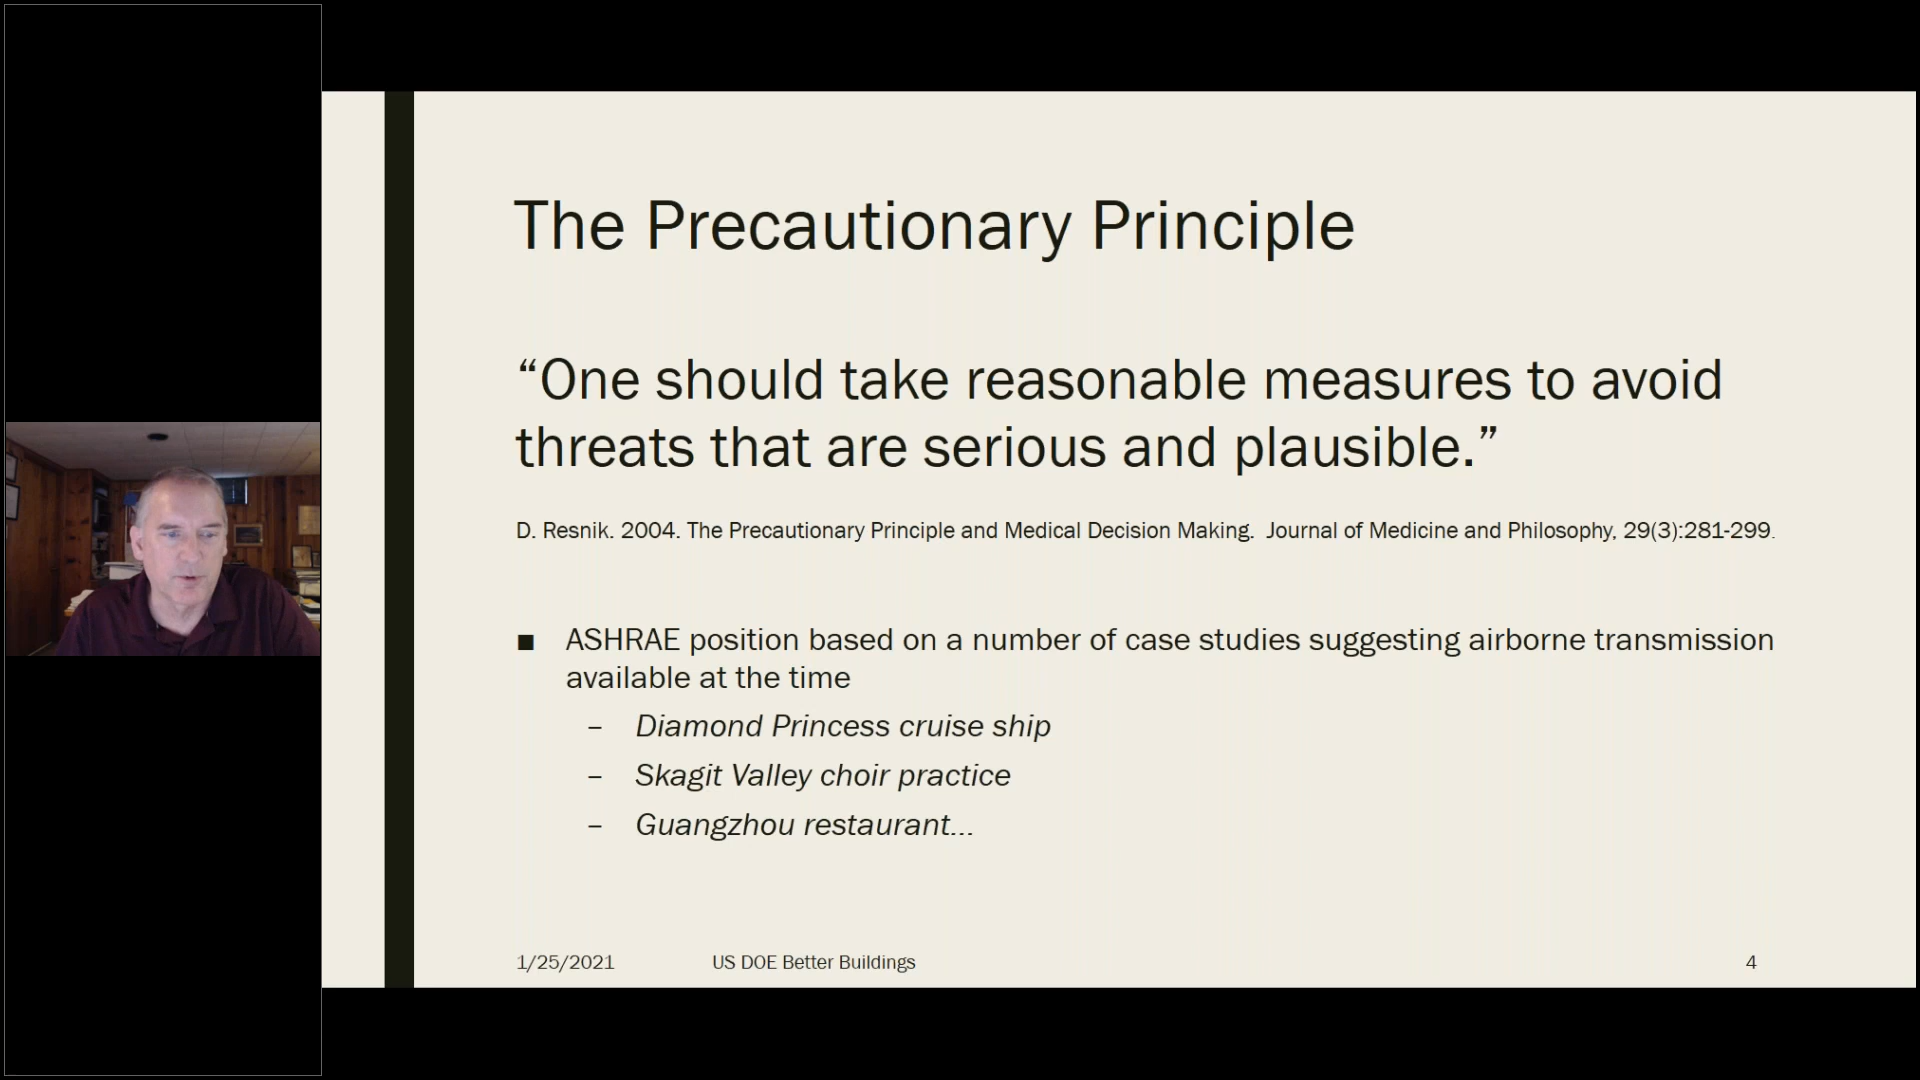 The Precautionary Principle
“One should take reasonable measures to avoid
threats that are serious and plausible.”
D. Resnik. 2004. The Precautionary Principle and Medical Decision Making. Journal of Medicine and Philosophy, 29(3):281-299.
■ ASHRAE position based on a number of case studies suggesting airborne transmission
available at the time
– Diamond Princess cruise ship
– Skagit Valley choir practice
– Guangzhou restaurant...
1/25/2021 US DOE Better Buildings 4